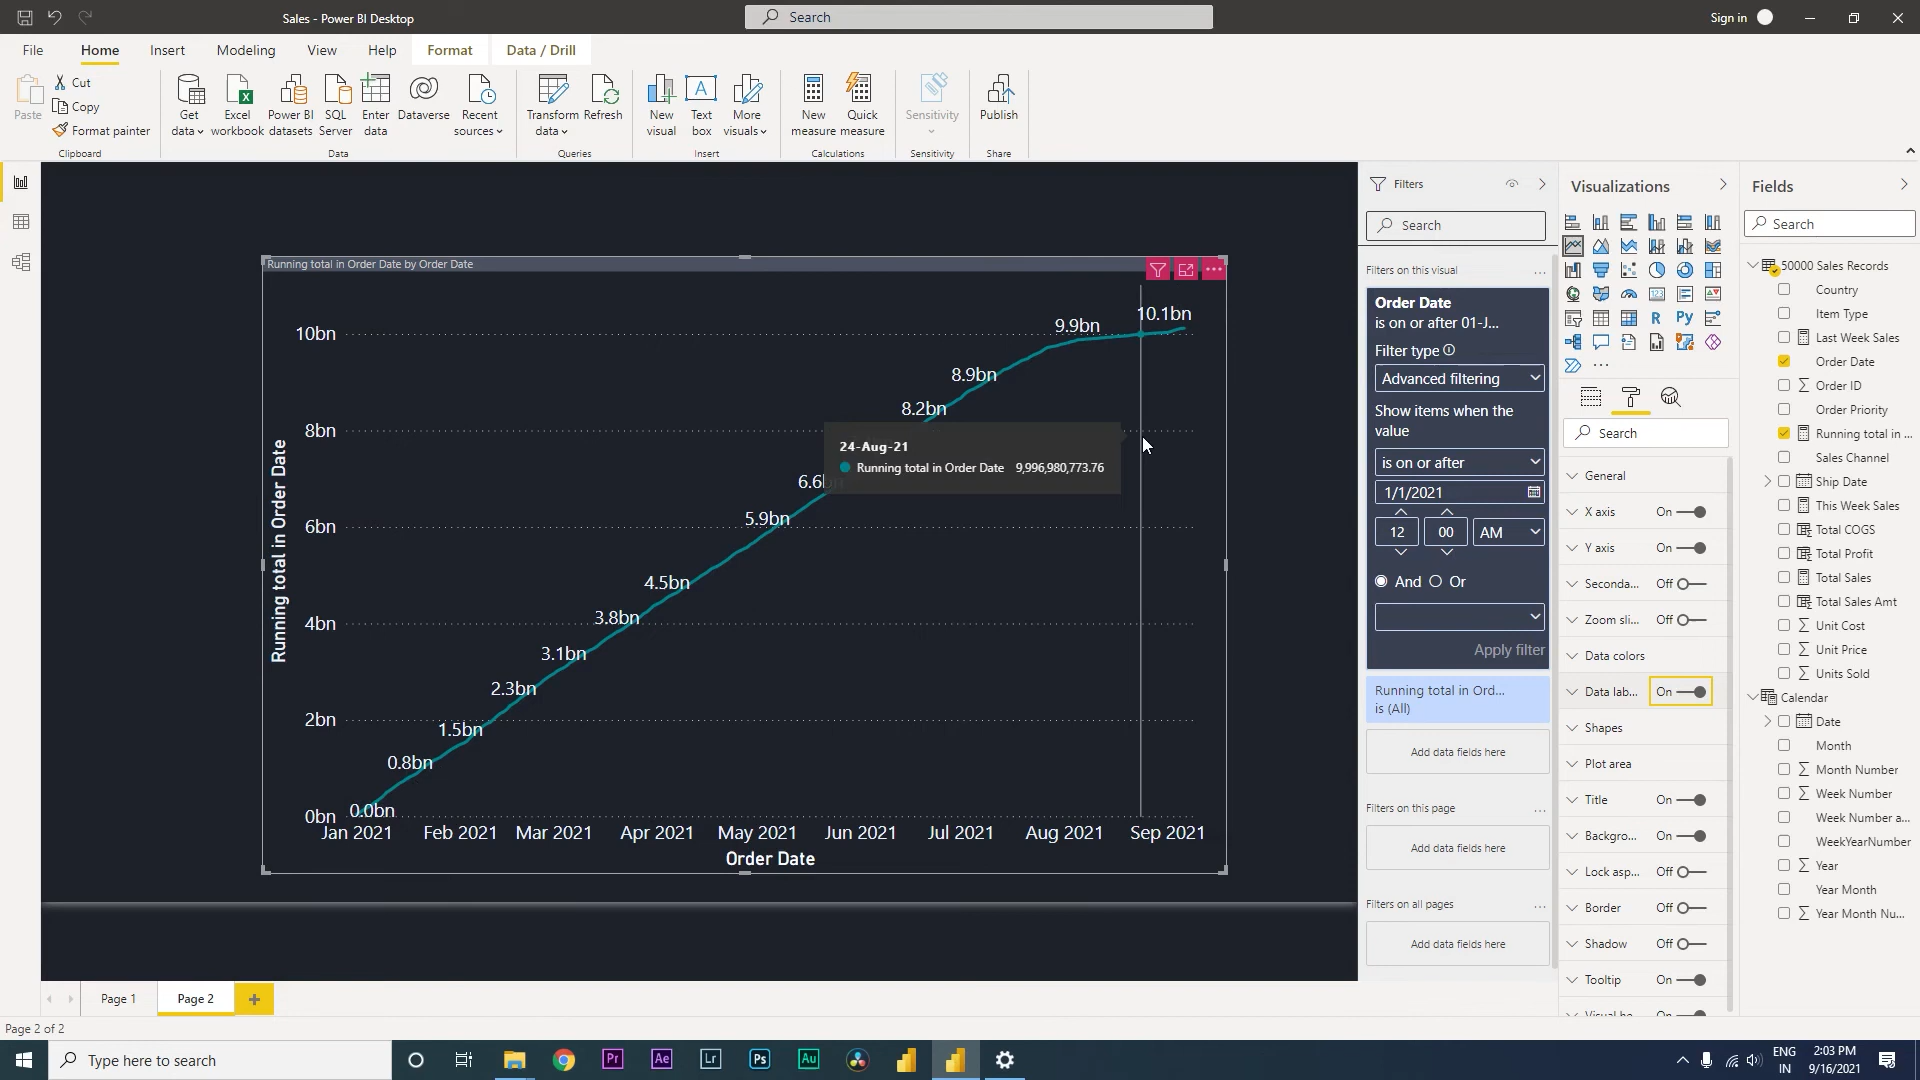 Sales - Power BI Desktop
Search
Sign in
File
Home
Insert
Modeling
View
Help
Format
Data / Drill
Paste
Cut
Copy
Format painter
Clipboard
Get data
Excel workbook
Power BI datasets
SQL Server
Enter data
Dataverse
Recent sources
Data
Transform data
Refresh
Queries
New visual
Text box
More visuals
Insert
New measure
Quick measure
Calculations
Sensitivity
Sensitivity
Publish
Share
Running total in Order Date by Order Date
Running total in Order Date
10bn
8bn
6bn
4bn
2bn
0bn
0.0bn
0.8bn
1.5bn
2.3bn
3.1bn
3.8bn
4.5bn
5.9bn
8.2bn
8.9bn
9.9bn
10.1bn
24-Aug-21
Running total in Order Date 9,996,980,773.76
Jan 2021
Feb 2021
Mar 2021
Apr 2021
May 2021
Jun 2021
Jul 2021
Aug 2021
Sep 2021
Order Date
Filters
Search
Filters on this visual
...
Order Date
is on or after 01-J...
Filter type
Advanced filtering
Show items when the
value
is on or after
1/1/2021
12
00
AM
And
Or
Apply filter
Running total in Ord...
is (All)
Add data fields here
Filters on this page
...
Add data fields here
Filters on all pages
...
Add data fields here
Visualizations
R
Py
123
...
Search
General
X axis On
Y axis On
Seconda... Off
Zoom sli... Off
Data colors
Data lab... On
Shapes
Plot area
Title On
Backgro... On
Lock asp... Off
Border Off
Shadow Off
Tooltip On
Fields
Search
50000 Sales Records
Country
Item Type
Last Week Sales
Order Date
Order ID
Order Priority
Running total in ...
Sales Channel
Ship Date
This Week Sales
Total COGS
Total Profit
Total Sales
Total Sales Amt
Unit Cost
Unit Price
Units Sold
Calendar
Date
Month
Month Number
Week Number
Week Number a...
WeekYearNumber
Year
Year Month
Year Month Nu...
Page 1
Page 2
Page 2 of 2
Type here to search
Pr
Ae
Lr
Ps
Au
ENG
IN
2:03 PM
9/16/2021